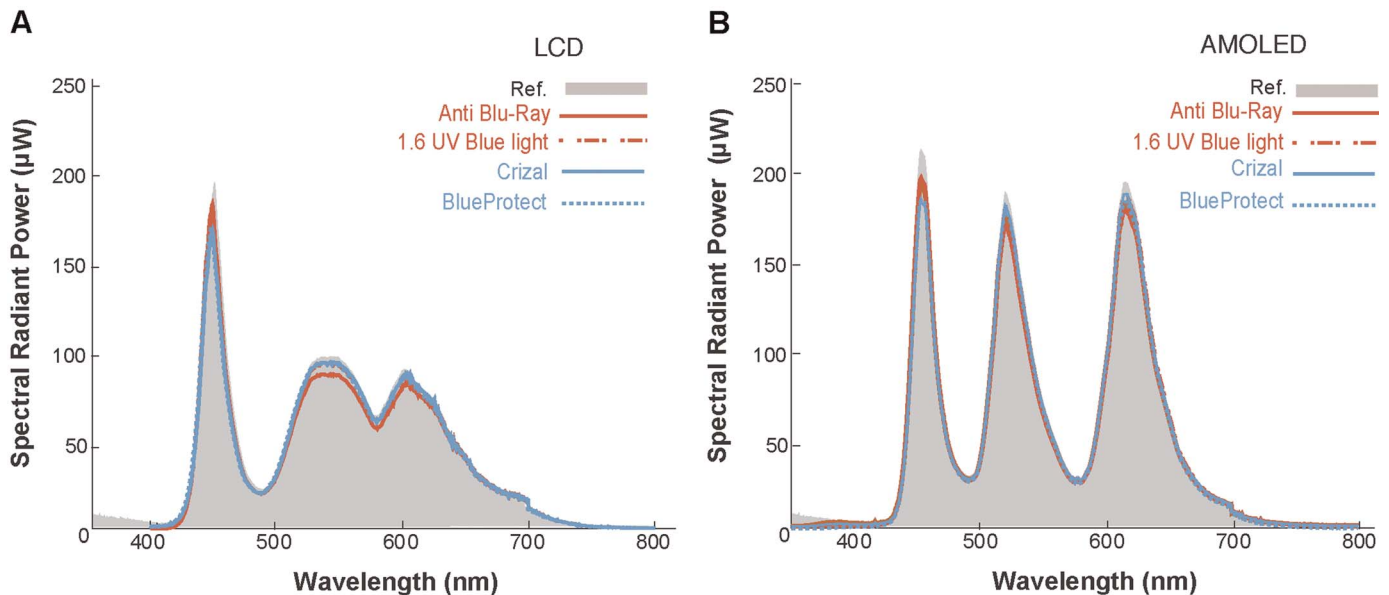 A
LCD
Spectral Radiant Power (µW)
250
200
150
100
50
0
Ref.
Anti Blu-Ray
1.6 UV Blue light
Crizal
BlueProtect
400
500
600
700
800
Wavelength (nm)
B
AMOLED
Spectral Radiant Power (µW)
250
200
150
100
50
0
Ref.
Anti Blu-Ray
1.6 UV Blue light
Crizal
BlueProtect
400
500
600
700
800
Wavelength (nm)